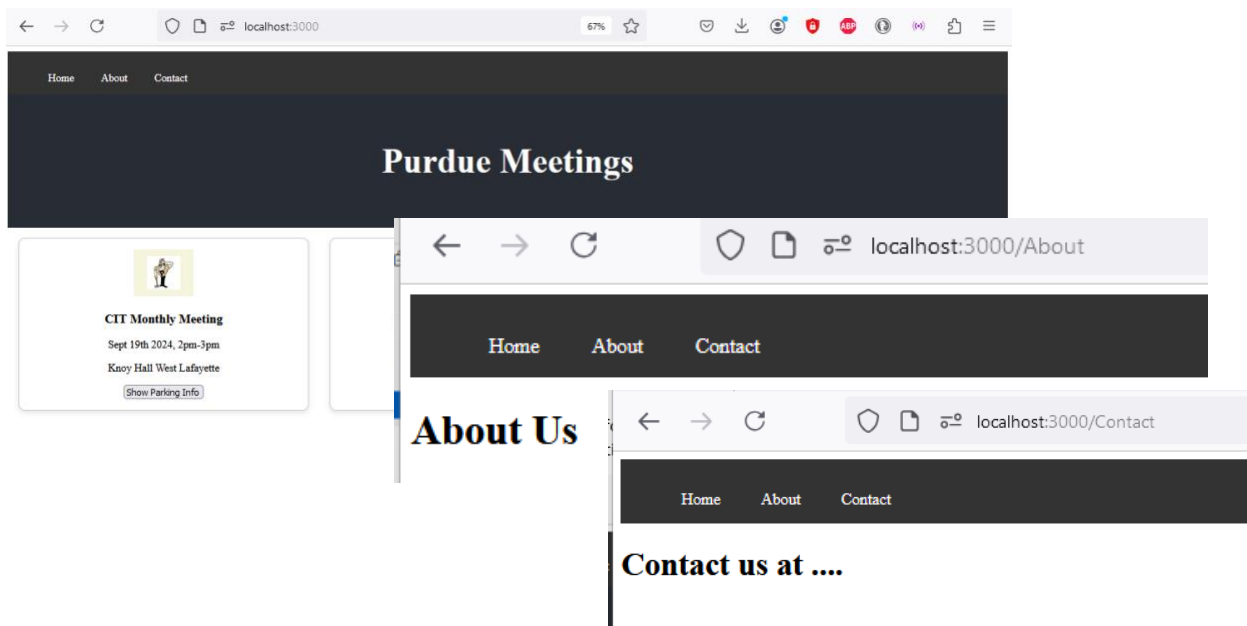 localhost:3000
67%
ABP
Home About Contact
Purdue Meetings
CIT Monthly Meeting
Sept 19th 2024, 2pm-3pm
Knoy Hall West Lafayette
Show Parking Info
localhost:3000/About
Home About Contact
About Us
localhost:3000/Contact
Home About Contact
Contact us at ....